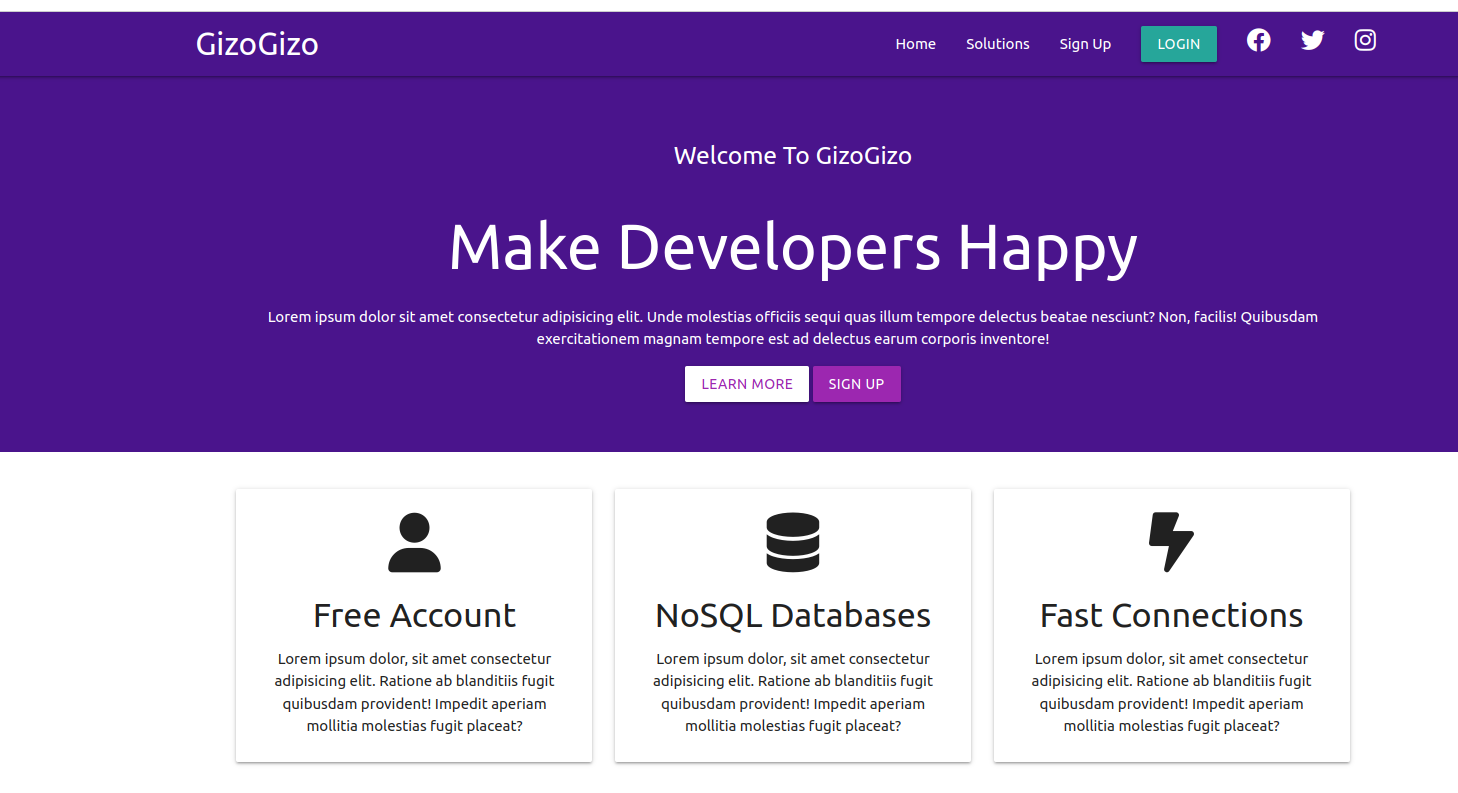 GizoGizo
Home
Solutions
Sign Up
LOGIN
Welcome To GizoGizo
Make Developers Happy
Lorem ipsum dolor sit amet consectetur adipisicing elit. Unde molestias officiis sequi quas illum tempore delectus beatae nesciunt? Non, facilis! Quibusdam
exercitationem magnam tempore est ad delectus earum corporis inventore!
LEARN MORE
SIGN UP
Free Account
Lorem ipsum dolor, sit amet consectetur
adipisicing elit. Ratione ab blanditiis fugit
quibusdam provident! Impedit aperiam
mollitia molestias fugit placeat?
NoSQL Databases
Lorem ipsum dolor, sit amet consectetur
adipisicing elit. Ratione ab blanditiis fugit
quibusdam provident! Impedit aperiam
mollitia molestias fugit placeat?
Fast Connections
Lorem ipsum dolor, sit amet consectetur
adipisicing elit. Ratione ab blanditiis fugit
quibusdam provident! Impedit aperiam
mollitia molestias fugit placeat?